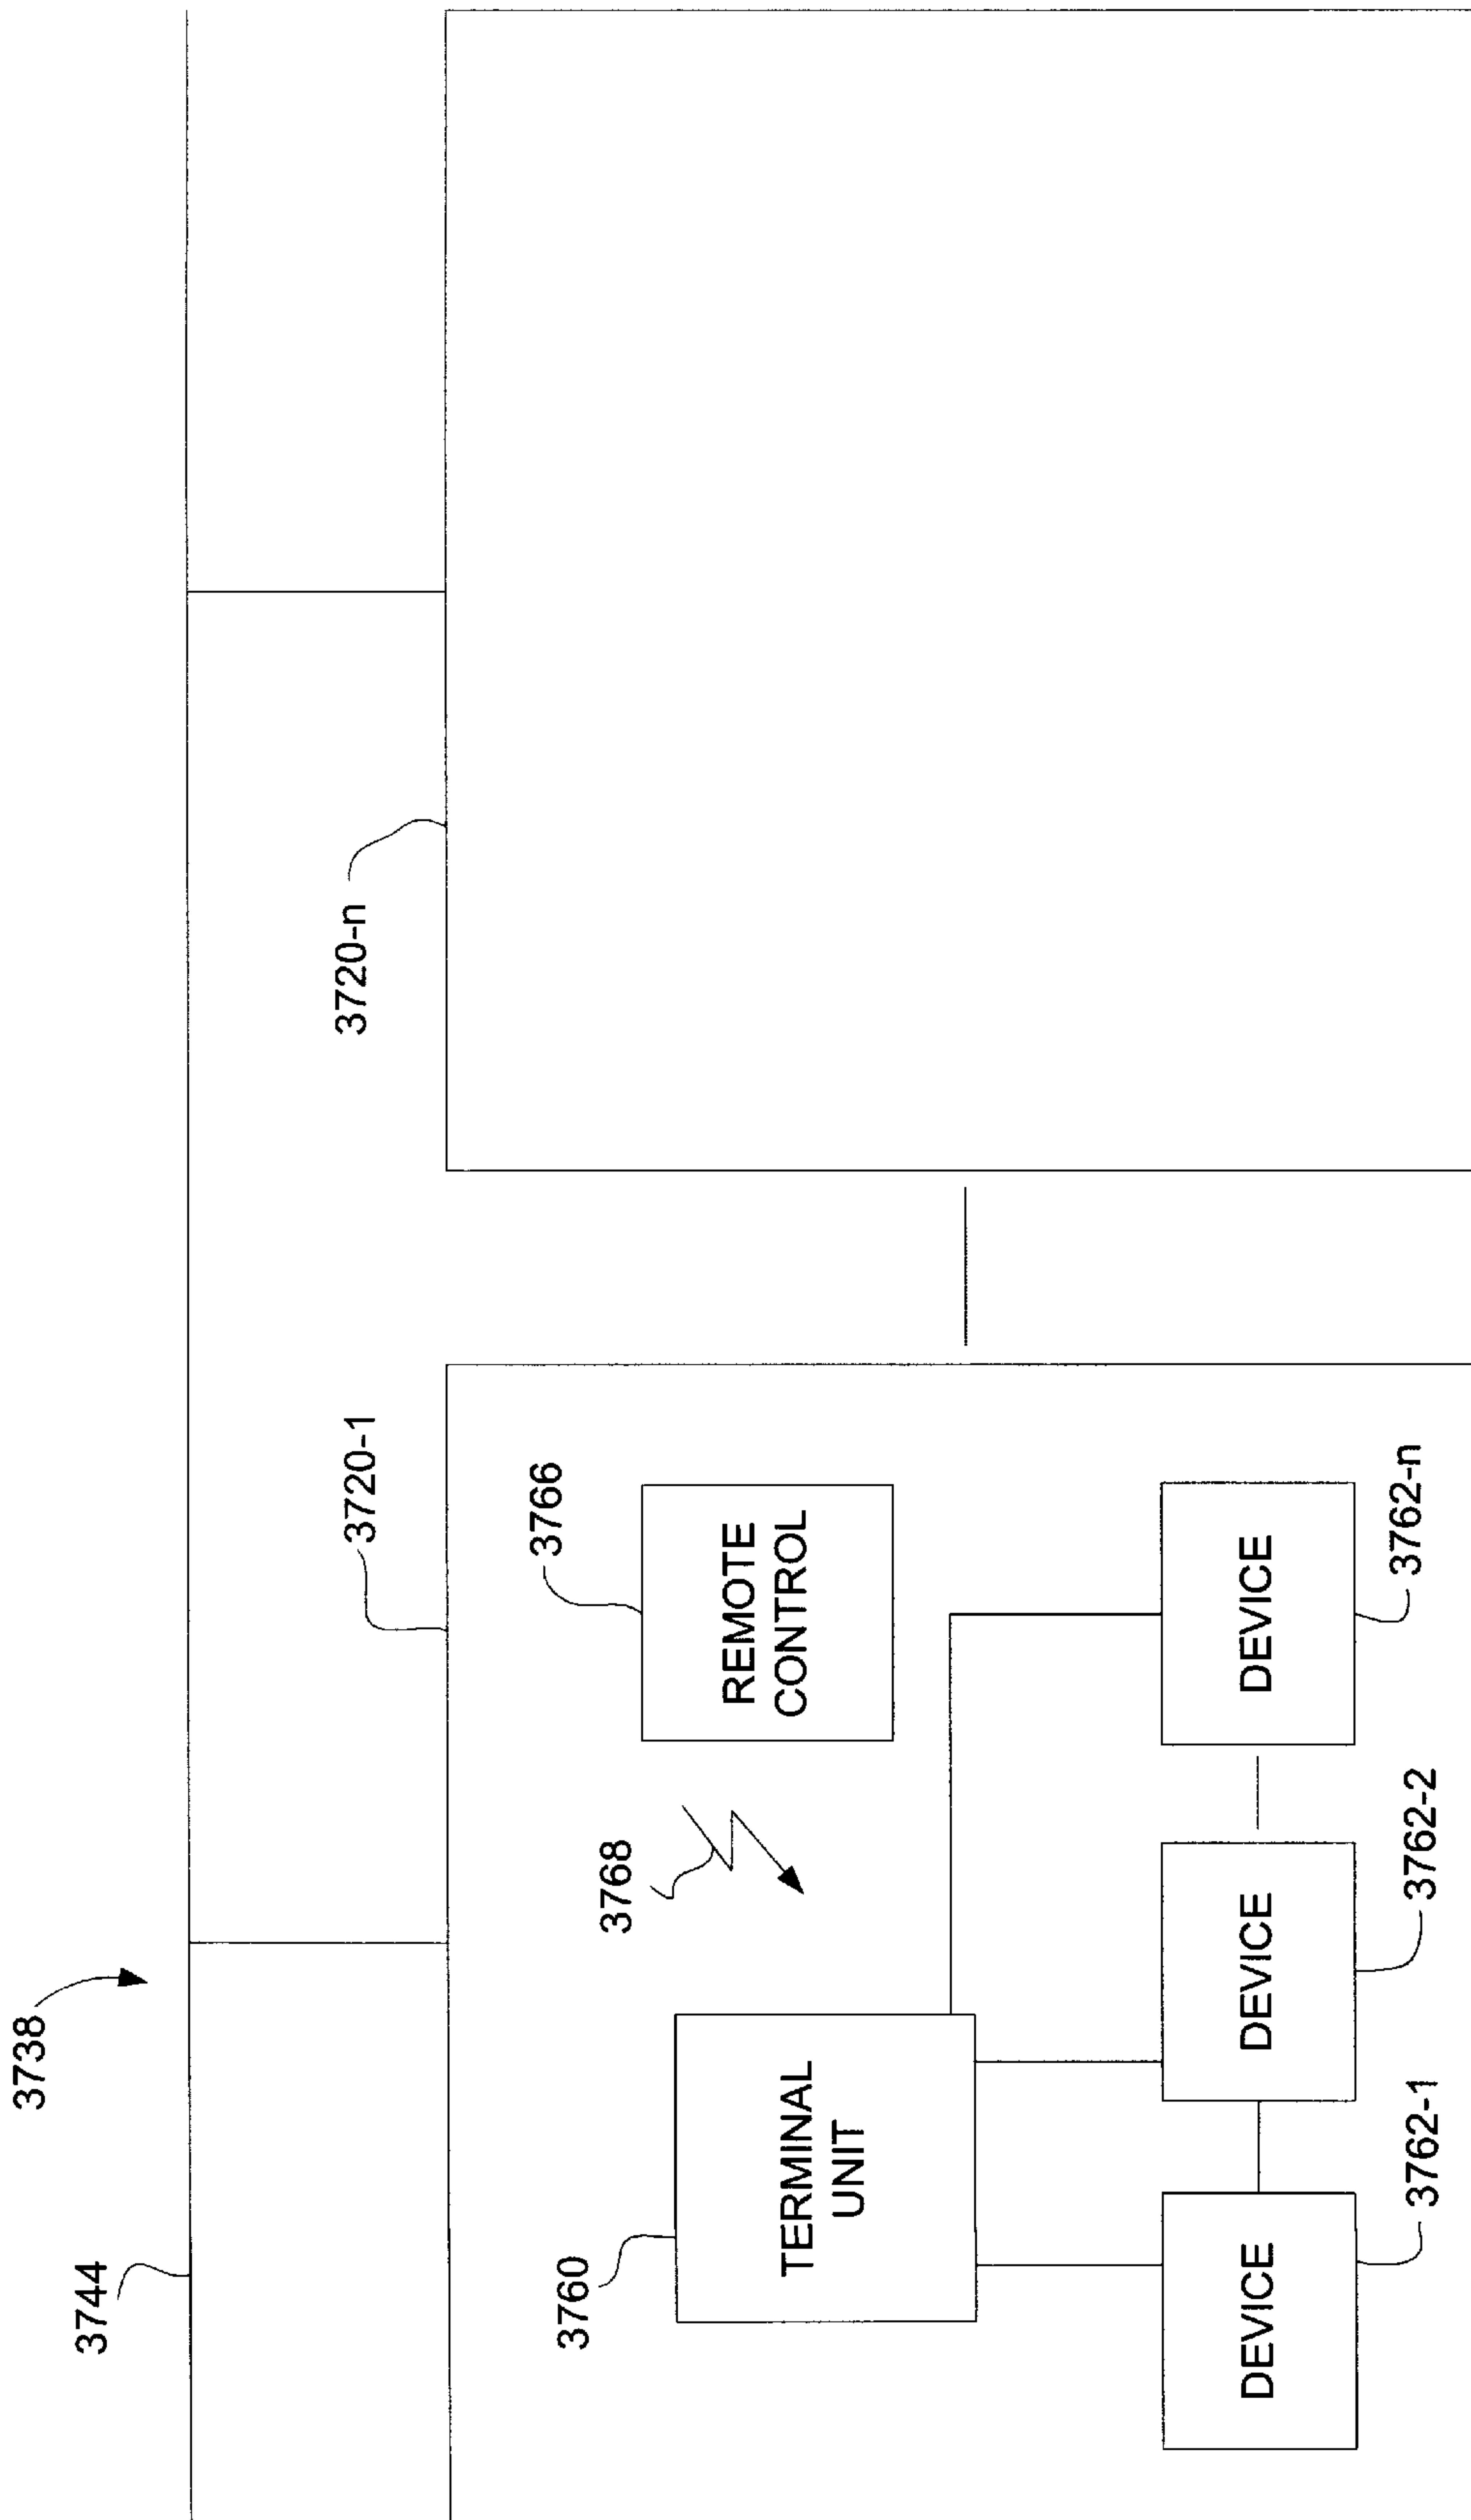 3738
3744
3720-1
3720-n
3760
TERMINAL
UNIT
3768
3766
REMOTE
CONTROL
DEVICE
3762-1
DEVICE
3762-2
DEVICE
3762-n